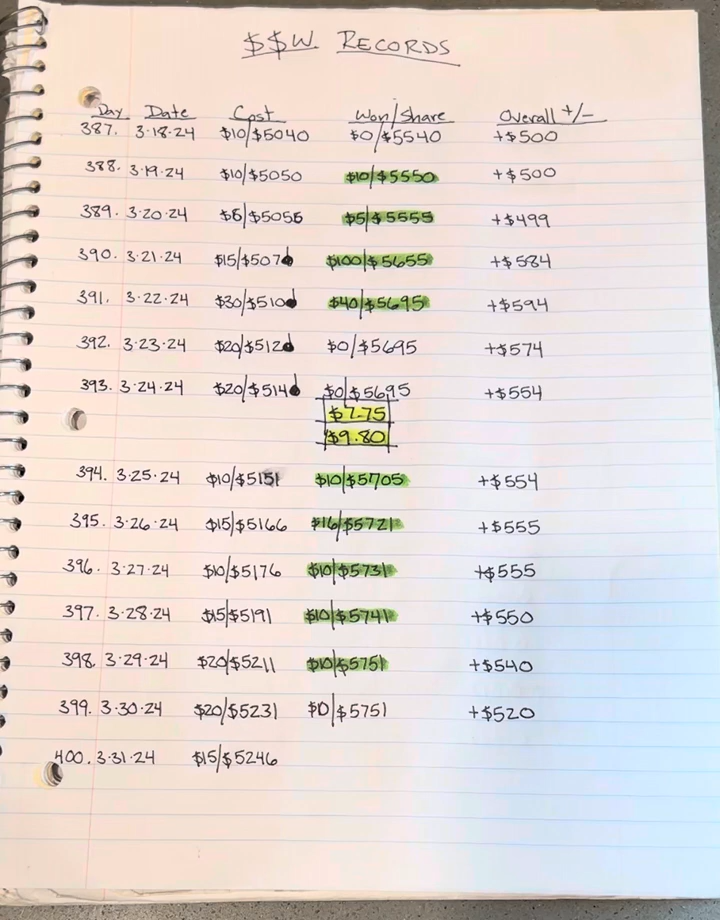 $$W RECORDS
Day Date Cost Won/Share Overall +/-
387. 3·18·24 $10/$5040 $0/$5540 +$500
388. 3·19·24 $10/$5050 $10/$5550 +$500
389. 3·20·24 $6/$5056 $5/$5555 +$499
390. 3·21·24 $15/$507 $100/$5655 +$584
391. 3·22·24 $30/$510 $40/$5695 +$594
392. 3·23·24 $20/$512 $0/$5695 +$574
393. 3·24·24 $20/$514 $0/$5695 +$554
$7.75
$9.80
394. 3·25·24 $10/$5151 $10/$5705 +$554
395. 3·26·24 $15/$5166 $16/$5721 +$555
396. 3·27·24 $10/$5176 $10/$5731 +$555
397. 3·28·24 $15/$5191 $10/$5741 +$550
398. 3·29·24 $20/$5211 $10/$5751 +$540
399. 3·30·24 $20/$5231 $0/$5751 +$520
400. 3·31·24 $15/$5246